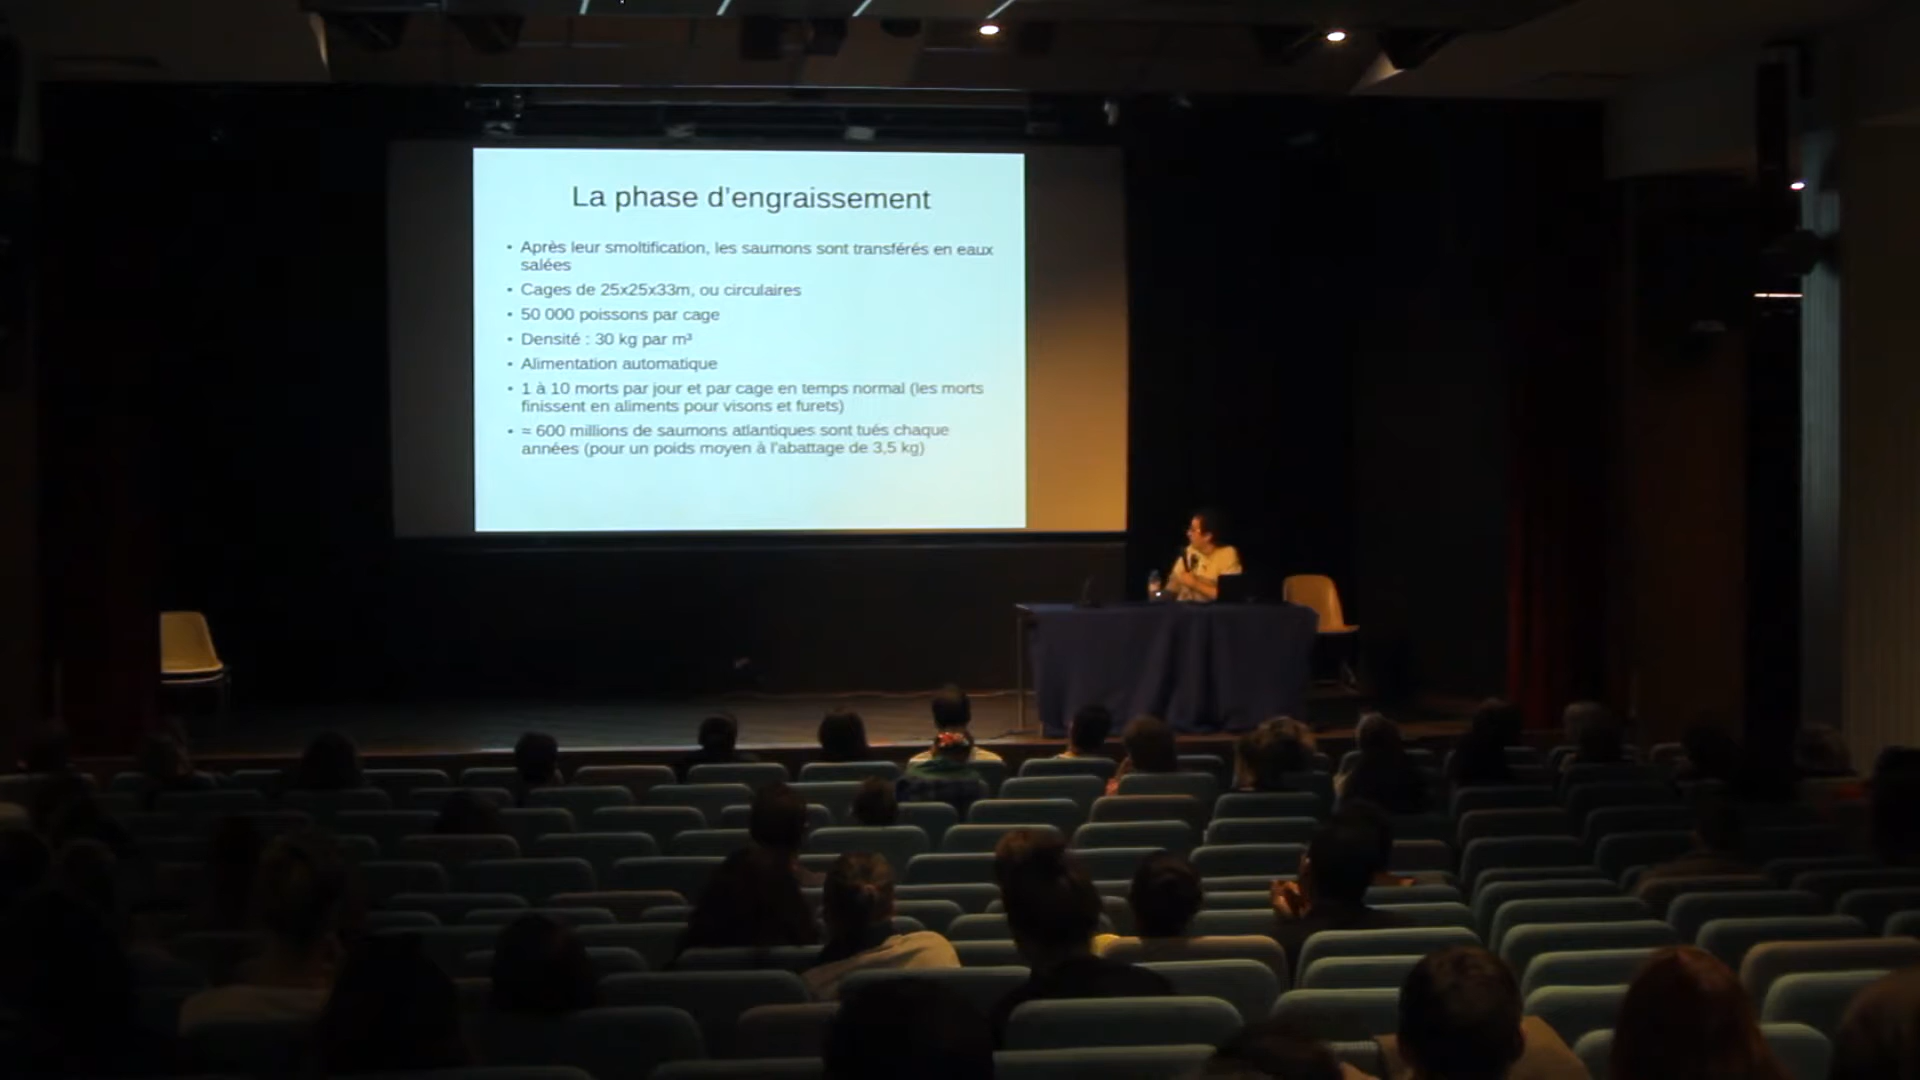 La phase d'engraissement
• Après leur smoltification, les saumons sont transférés en eaux
salées
• Cages de 25x25x33m, ou circulaires
• 50 000 poissons par cage
• Densité : 30 kg par m³
• Alimentation automatique
• 1 à 10 morts par jour et par cage en temps normal (les morts
finissent en aliments pour visons et furets)
• ≃ 600 millions de saumons atlantiques sont tués chaque
années (pour un poids moyen à l'abattage de 3,5 kg)